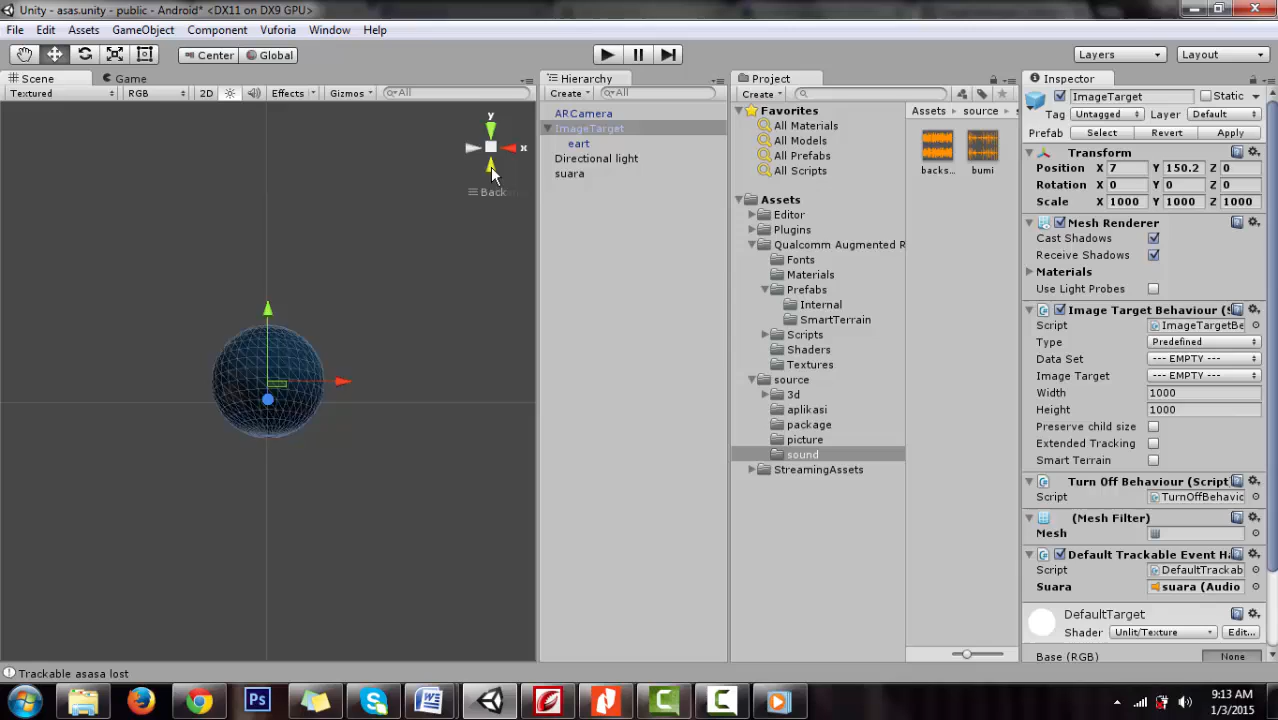 Unity - asas.unity - public - Android* <DX11 on DX9 GPU>
File Edit Assets GameObject Component Vuforia Window Help
Center Global
Layers Layout
Scene Game
Textured RGB 2D Effects Gizmos All
y
x
Back
Hierarchy
Create All
ARCamera
ImageTarget
eart
Directional light
suara
Project
Create
Favorites
All Materials
All Models
All Prefabs
All Scripts
Assets
Editor
Plugins
Qualcomm Augmented R
Fonts
Materials
Prefabs
Internal
SmartTerrain
Scripts
Shaders
Textures
source
3d
aplikasi
package
picture
sound
StreamingAssets
Assets source s
backs... bumi
Inspector
ImageTarget Static
Tag Untagged Layer Default
Prefab Select Revert Apply
Transform
Position X 7 Y 150.2 Z 0
Rotation X 0 Y 0 Z 0
Scale X 1000 Y 1000 Z 1000
Mesh Renderer
Cast Shadows
Receive Shadows
Materials
Use Light Probes
Image Target Behaviour (S
Script ImageTargetBe
Type Predefined
Data Set --- EMPTY ---
Image Target --- EMPTY ---
Width 1000
Height 1000
Preserve child size
Extended Tracking
Smart Terrain
Turn Off Behaviour (Script
Script TurnOffBehavic
(Mesh Filter)
Mesh
Default Trackable Event Ha
Script DefaultTrackab
Suara suara (Audio
DefaultTarget
Shader Unlit/Texture Edit...
Base (RGB) None
Trackable asasa lost
Ps
W
9:13 AM
1/3/2015